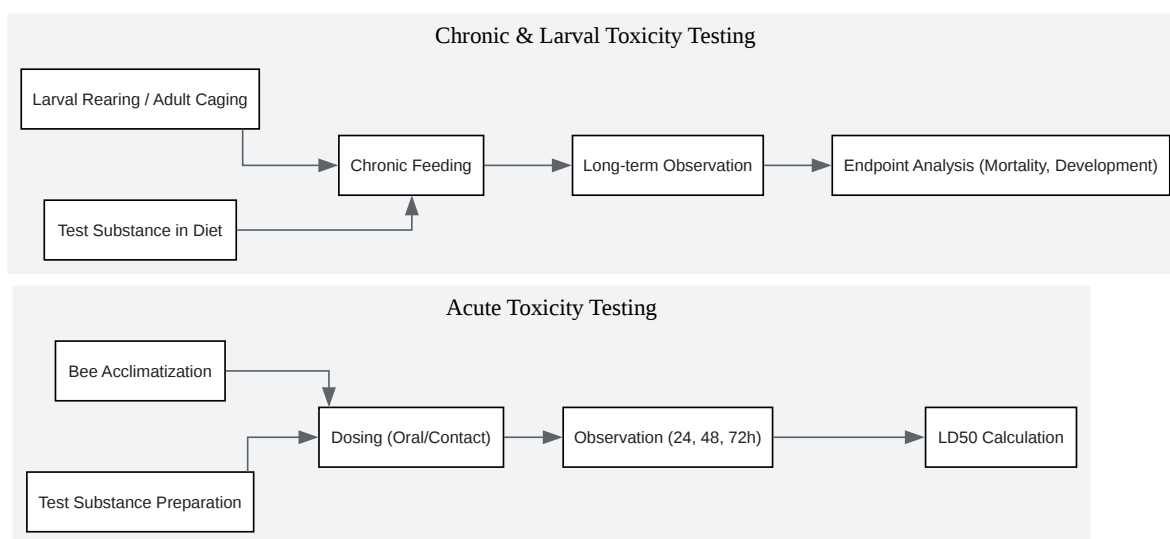 Chronic & Larval Toxicity Testing
Larval Rearing / Adult Caging
Chronic Feeding
Long-term Observation
Endpoint Analysis (Mortality, Development)
Test Substance in Diet
Acute Toxicity Testing
Bee Acclimatization
Dosing (Oral/Contact)
Observation (24, 48, 72h)
LD50 Calculation
Test Substance Preparation